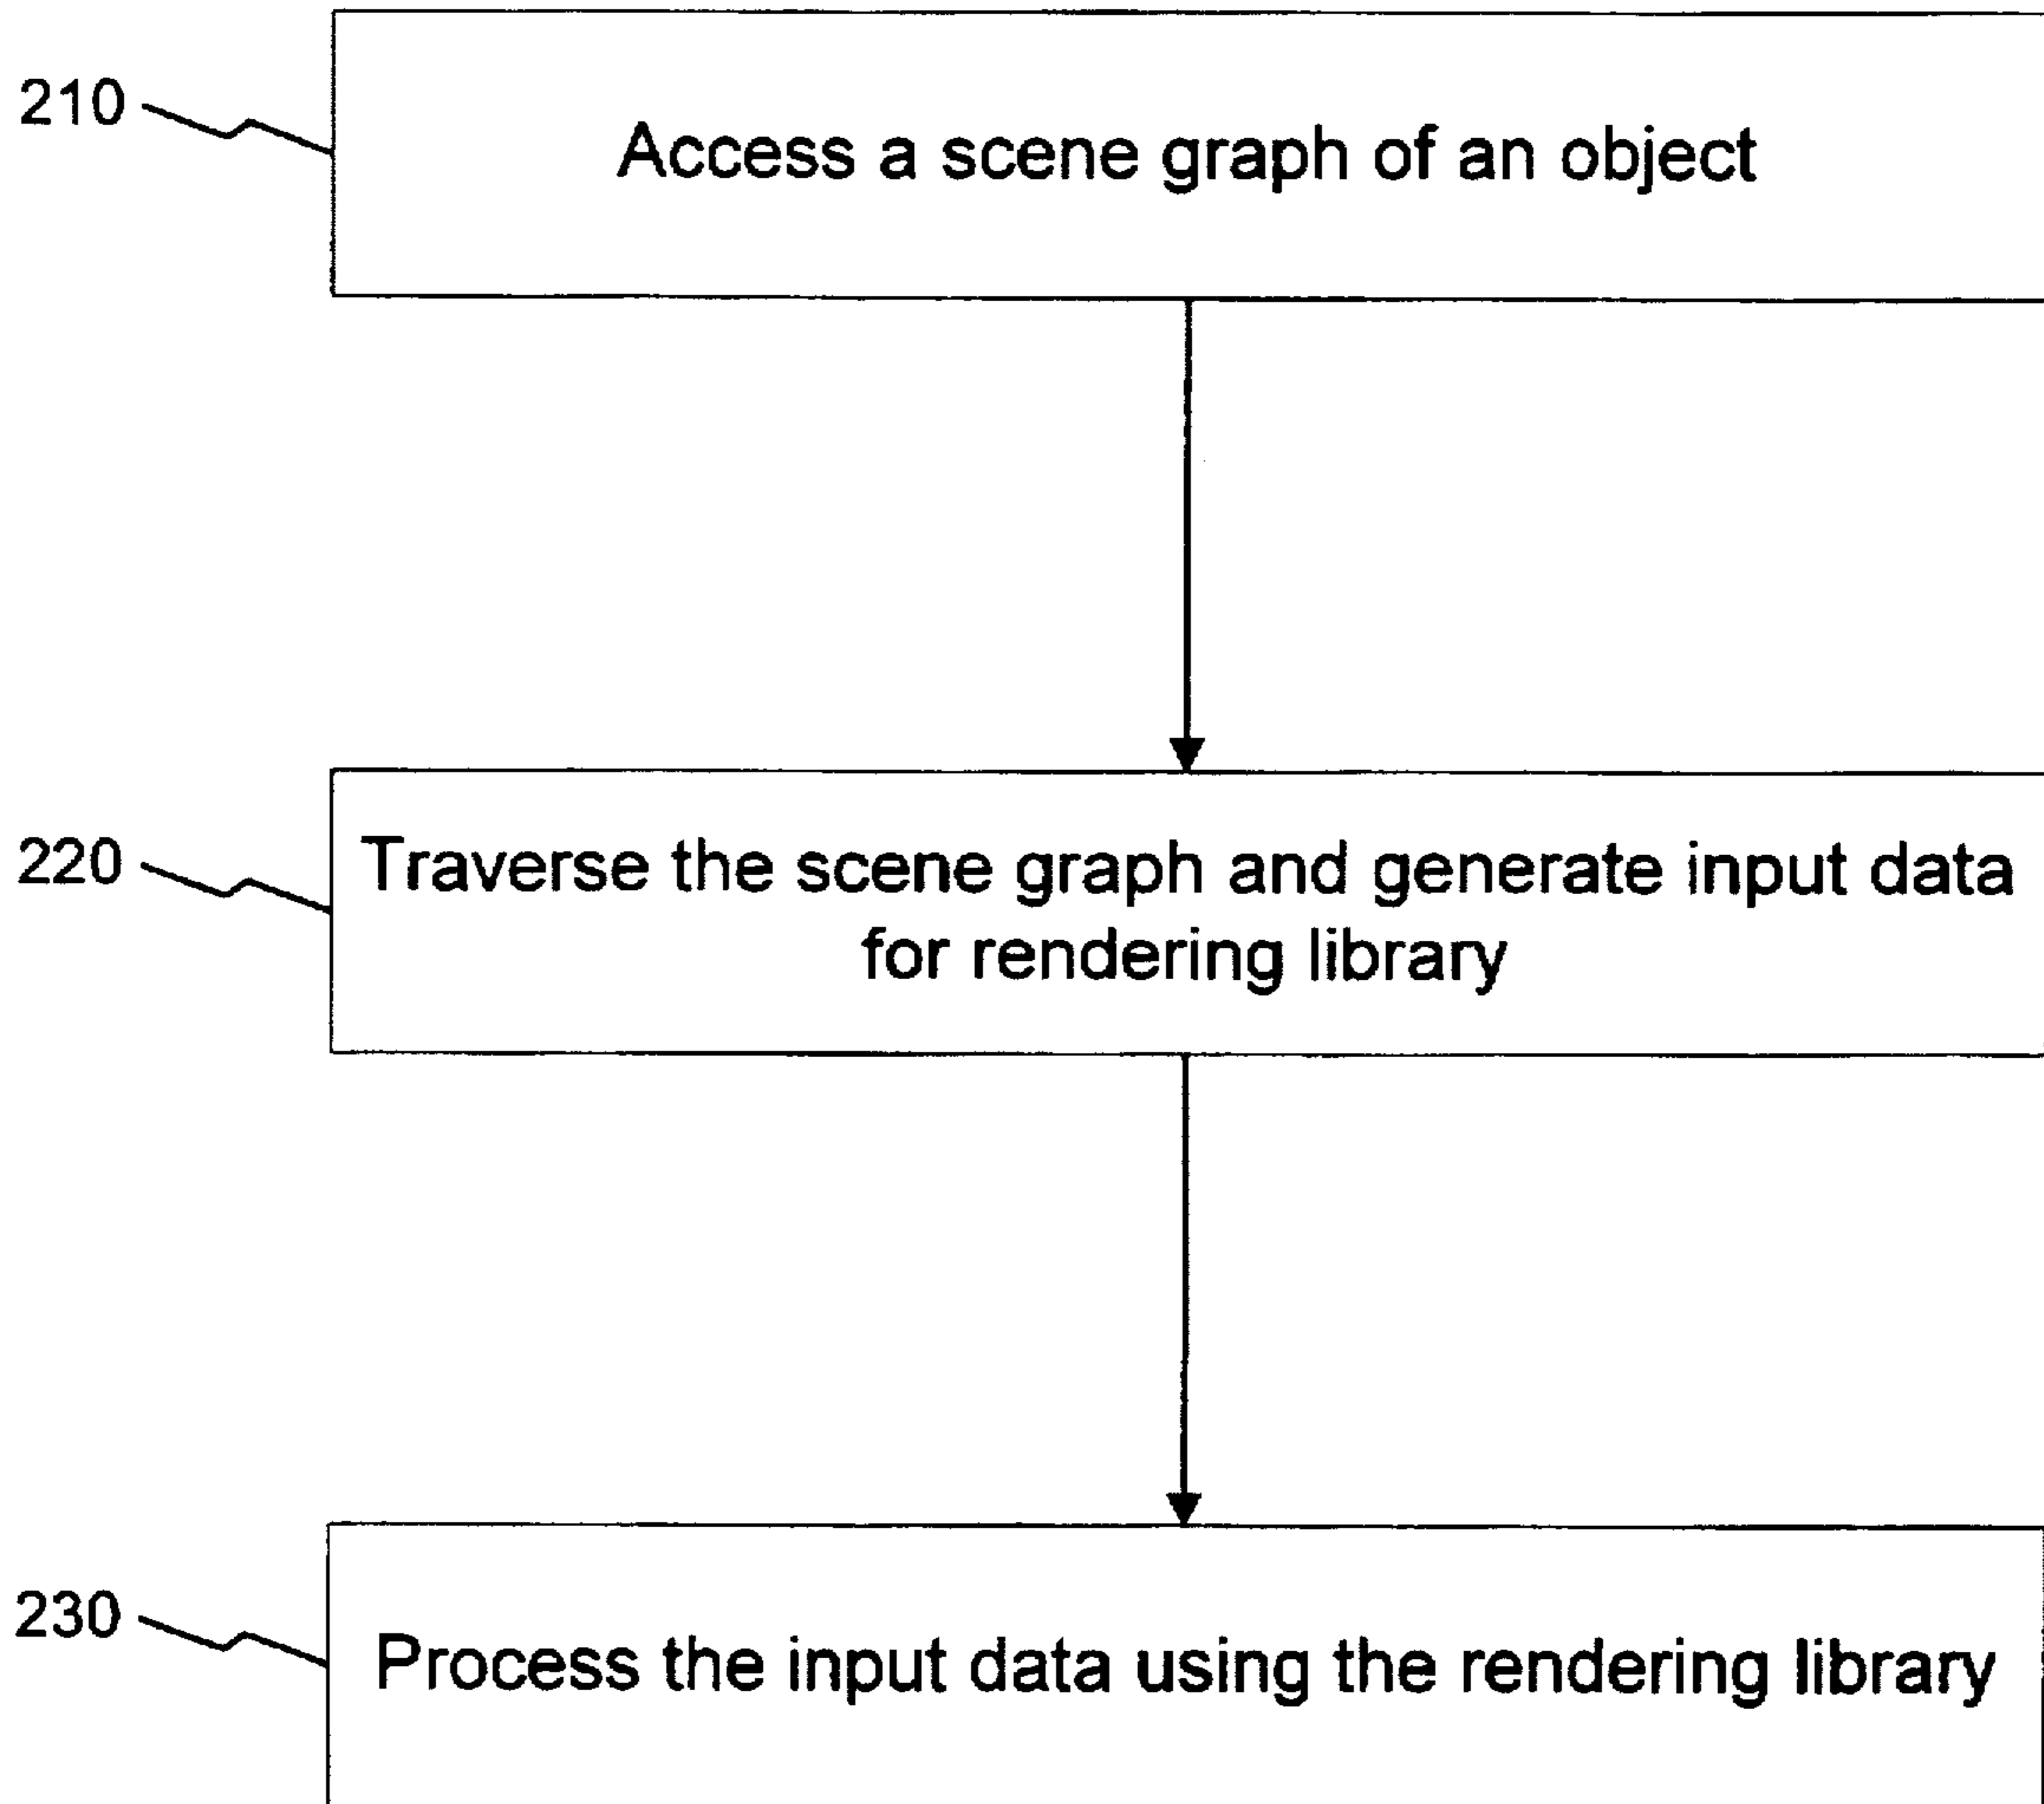 210
Access a scene graph of an object
220
Traverse the scene graph and generate input data
for rendering library
230
Process the input data using the rendering library